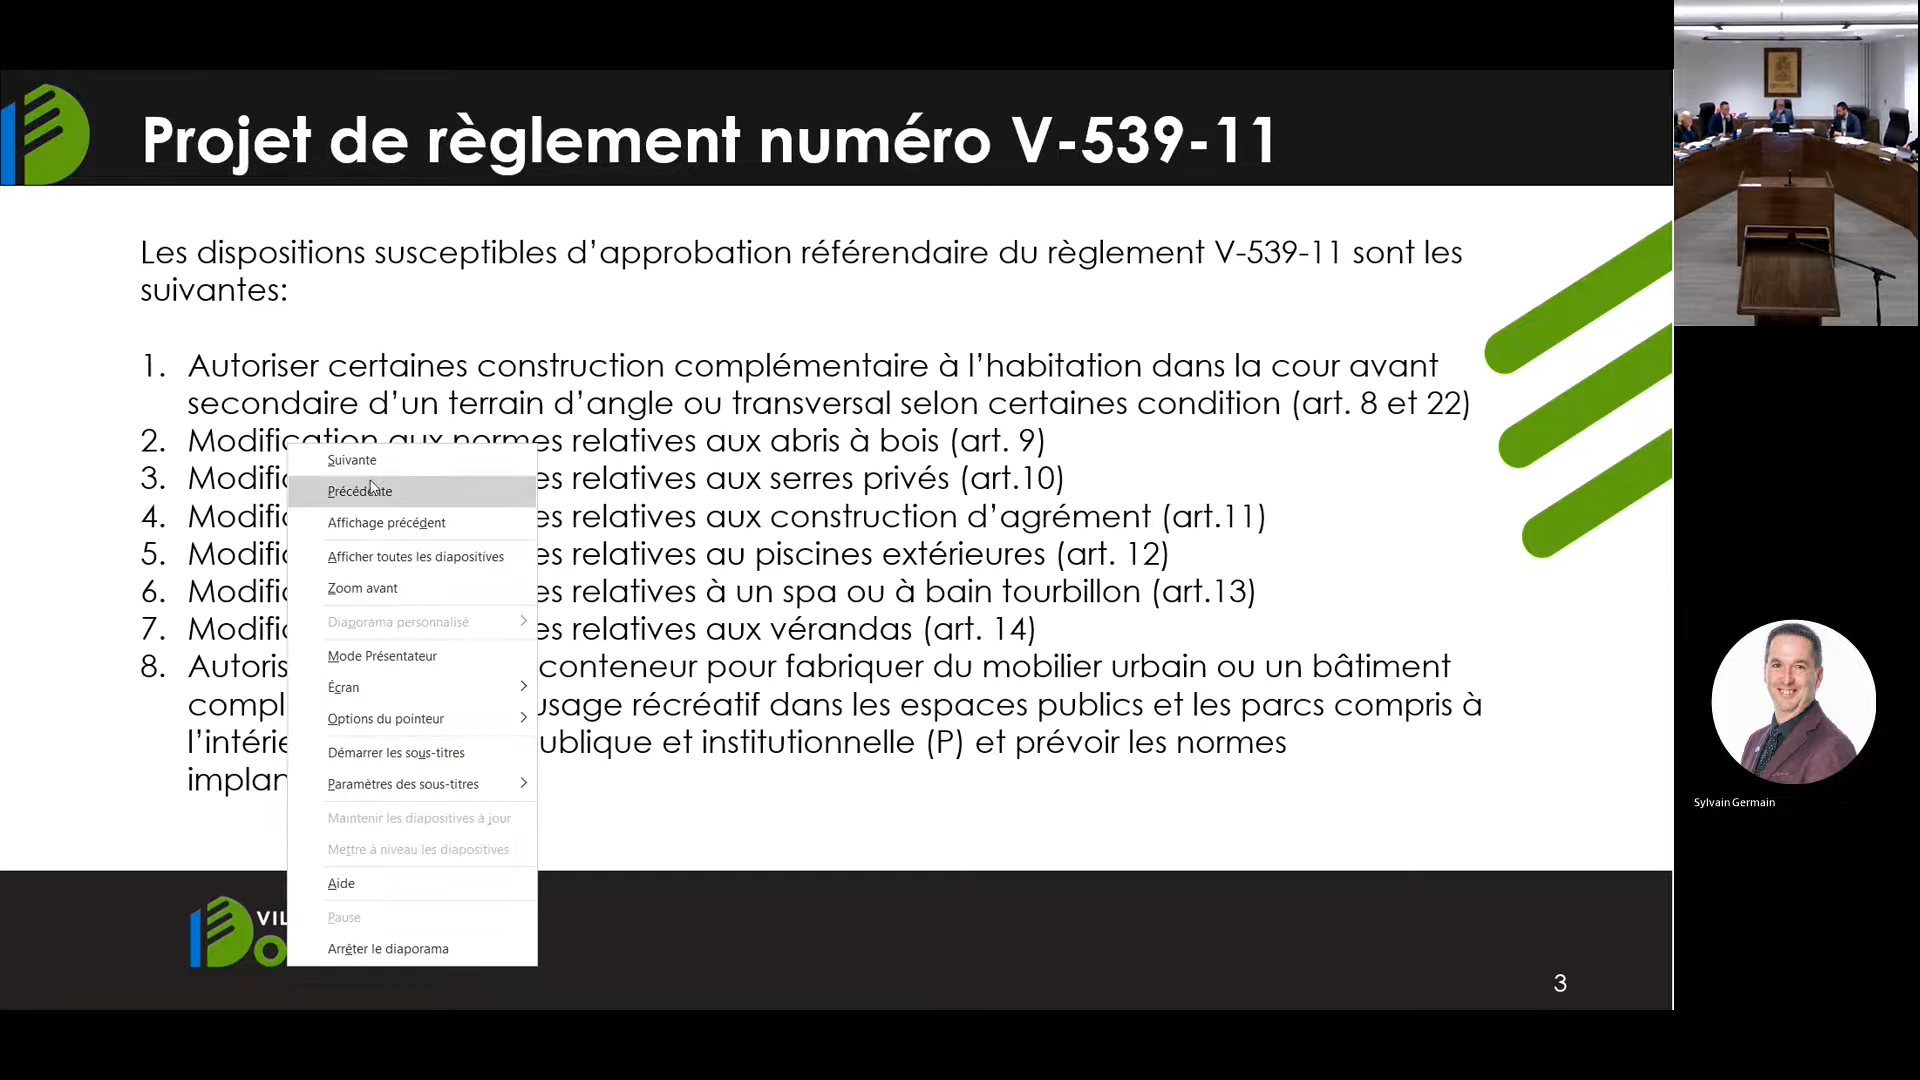 Projet de règlement numéro V-539-11
Les dispositions susceptibles d’approbation référendaire du règlement V-539-11 sont les
suivantes:
1. Autoriser certaines construction complémentaire à l’habitation dans la cour avant
secondaire d’un terrain d’angle ou transversal selon certaines condition (art. 8 et 22)
2. Modification aux normes relatives aux abris à bois (art. 9)
3. Modific es relatives aux serres privés (art.10)
4. Modific es relatives aux construction d’agrément (art.11)
5. Modific es relatives au piscines extérieures (art. 12)
6. Modific es relatives à un spa ou à bain tourbillon (art.13)
7. Modific es relatives aux vérandas (art. 14)
8. Autoris conteneur pour fabriquer du mobilier urbain ou un bâtiment
compl usage récréatif dans les espaces publics et les parcs compris à
l’intérie ublique et institutionnelle (P) et prévoir les normes
implan
Suivante
Précédente
Affichage précédent
Afficher toutes les diapositives
Zoom avant
Diaporama personnalisé
Mode Présentateur
Écran
Options du pointeur
Démarrer les sous-titres
Paramètres des sous-titres
Maintenir les diapositives à jour
Mettre à niveau les diapositives
Aide
Pause
Arrêter le diaporama
VIL
Do
3
Sylvain Germain